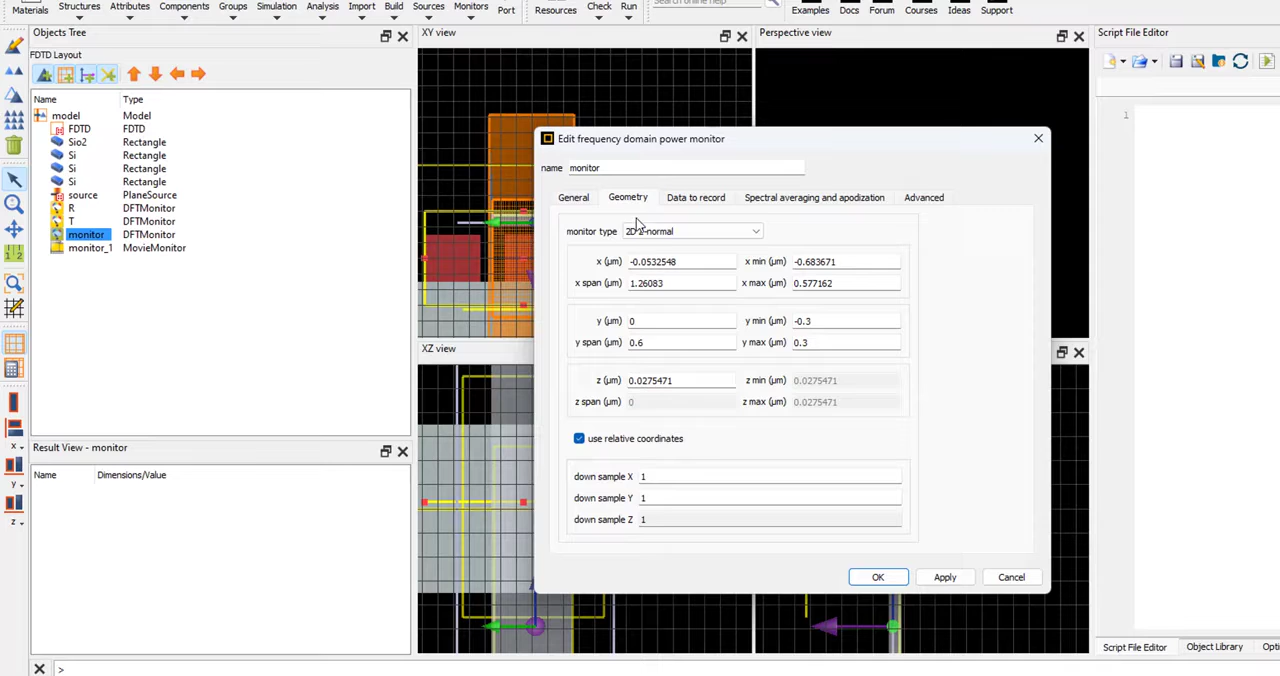 Materials Structures Attributes Components Groups Simulation Analysis Import Build Sources Monitors Port Resources Check Run Search online help Examples Docs Forum Courses Ideas Support
Objects Tree
XY view
Perspective view
Script File Editor
FDTD Layout
Name Type
model Model
FDTD FDTD
Sio2 Rectangle
Si Rectangle
Si Rectangle
Si Rectangle
source PlaneSource
R DFTMonitor
T DFTMonitor
monitor DFTMonitor
monitor_1 MovieMonitor
1
Edit frequency domain power monitor
name monitor
General Geometry Data to record Spectral averaging and apodization Advanced
monitor type 2D Z-normal
x (µm) -0.0532548 x min (µm) -0.683671
x span (µm) 1.26083 x max (µm) 0.577162
y (µm) 0 y min (µm) -0.3
y span (µm) 0.6 y max (µm) 0.3
z (µm) 0.0275471 z min (µm) 0.0275471
z span (µm) 0 z max (µm) 0.0275471
use relative coordinates
down sample X 1
down sample Y 1
down sample Z 1
OK Apply Cancel
XZ view
Result View - monitor
Name Dimensions/Value
x
y
z
Script File Editor Object Library
>